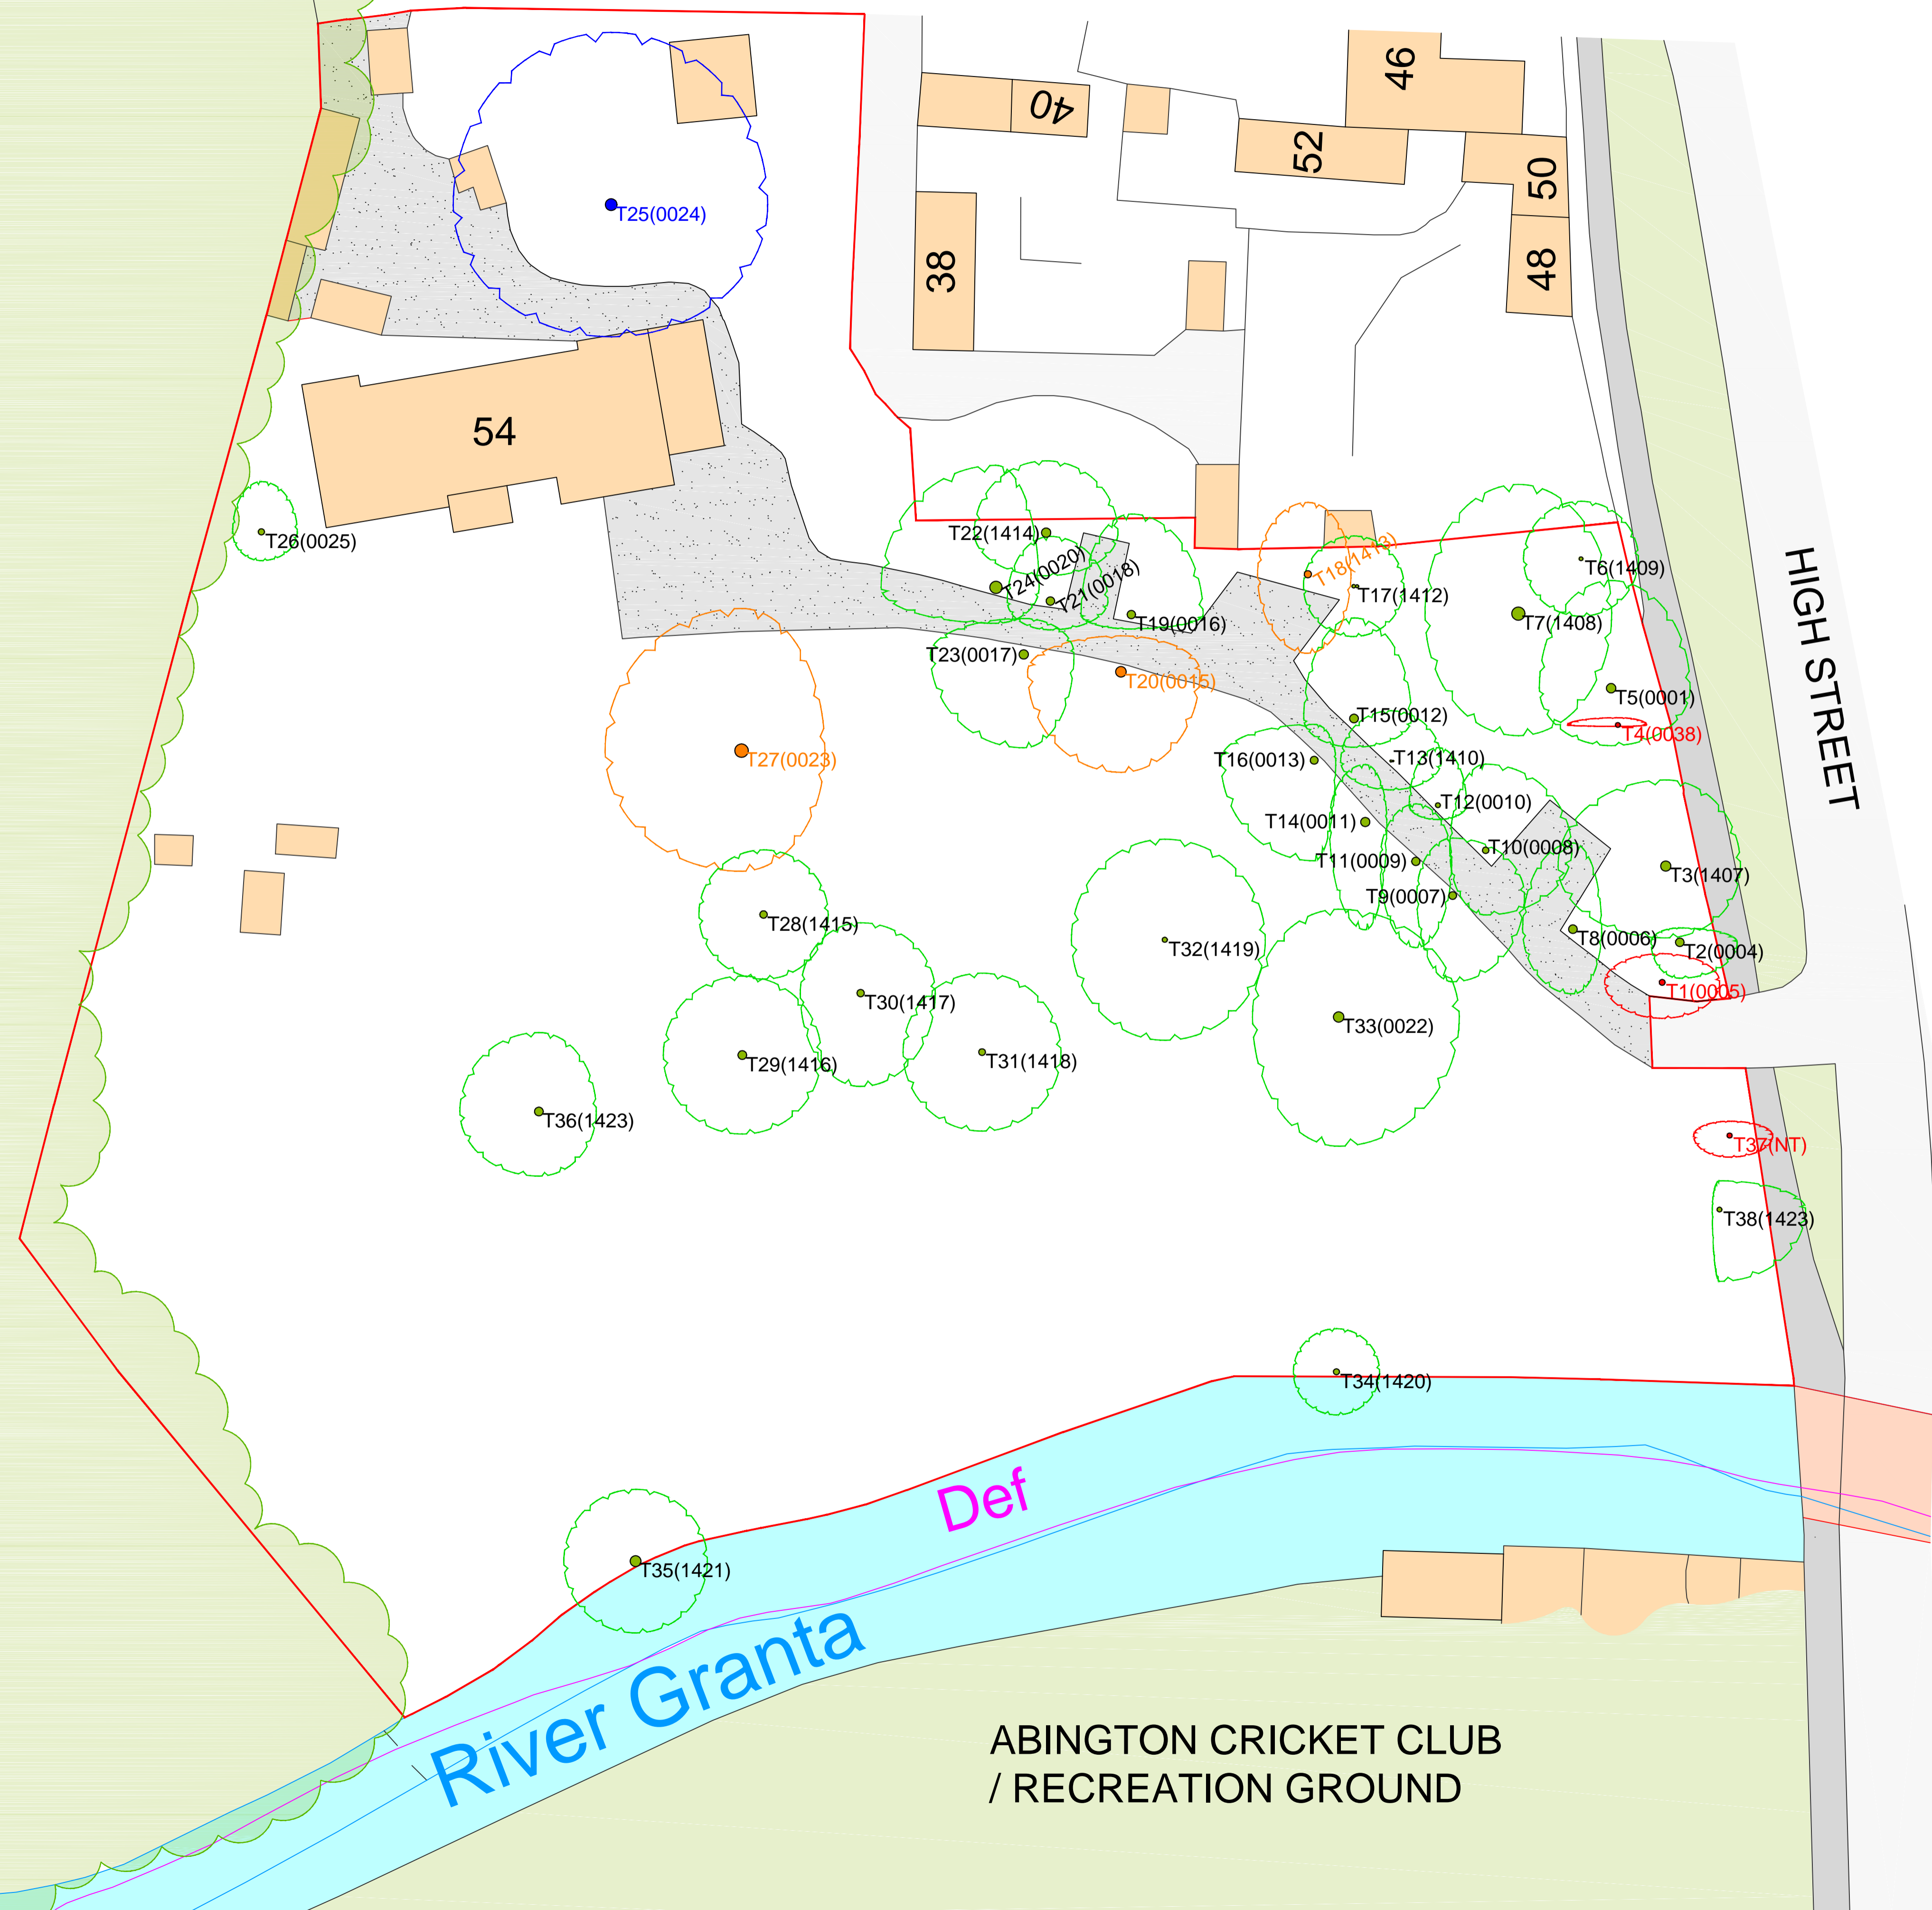 46
40
52
50
T25(0024)
38
48
54
T22(1414)
T26(0025)
T24(0020)
T21(0018)
T18(1413)
T17(1412)
T6(1409)
HIGH STREET
T19(0016)
T7(1408)
T23(0017)
T20(0015)
T5(0001)
T15(0012)
T4(0038)
T27(0023)
T16(0013)
T13(1410)
T12(0010)
T14(0011)
T10(0008)
T11(0009)
T3(1407)
T9(0007)
T28(1415)
T32(1419)
T8(0006)
T2(0004)
T30(1417)
T1(0005)
T33(0022)
T29(1416)
T31(1418)
T36(1423)
T37(NT)
T38(1423)
T34(1420)
Def
T35(1421)
River Granta
ABINGTON CRICKET CLUB
/ RECREATION GROUND